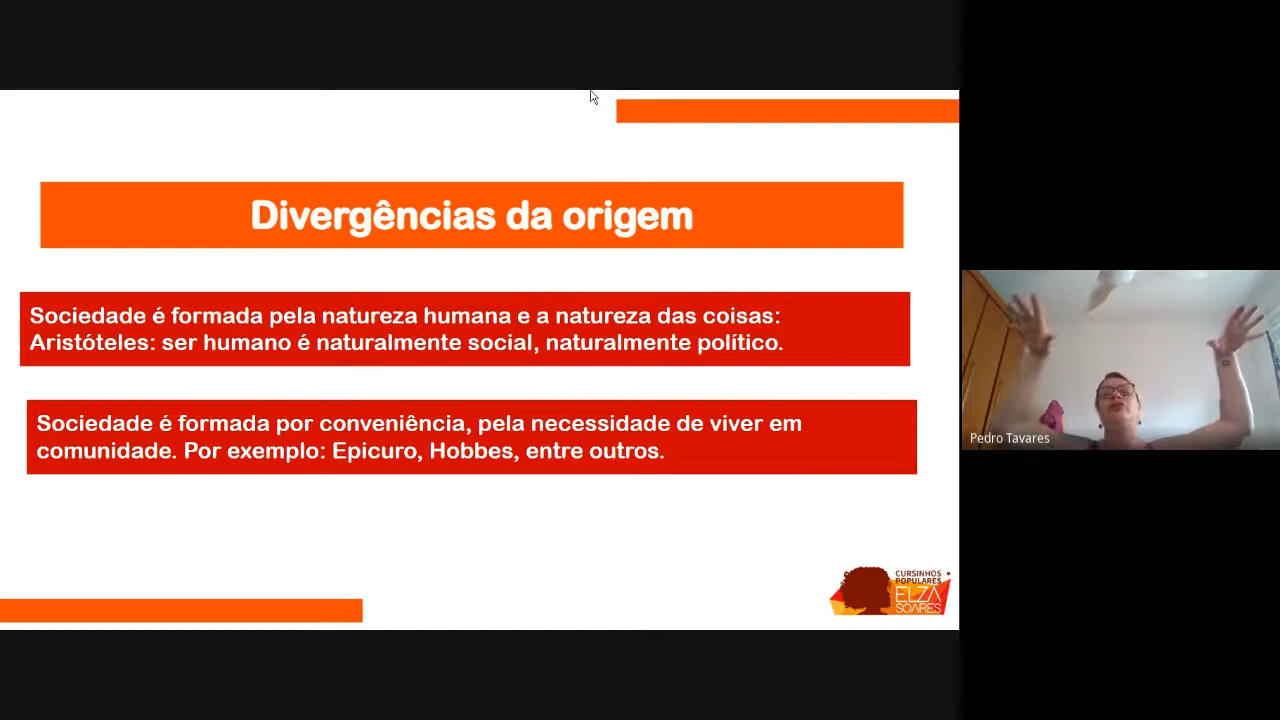 Divergências da origem
Sociedade é formada pela natureza humana e a natureza das coisas:
Aristóteles: ser humano é naturalmente social, naturalmente político.
Sociedade é formada por conveniência, pela necessidade de viver em
comunidade. Por exemplo: Epicuro, Hobbes, entre outros.
Pedro Tavares
CURSINHOS
POPULARES
ELZA
SOARES